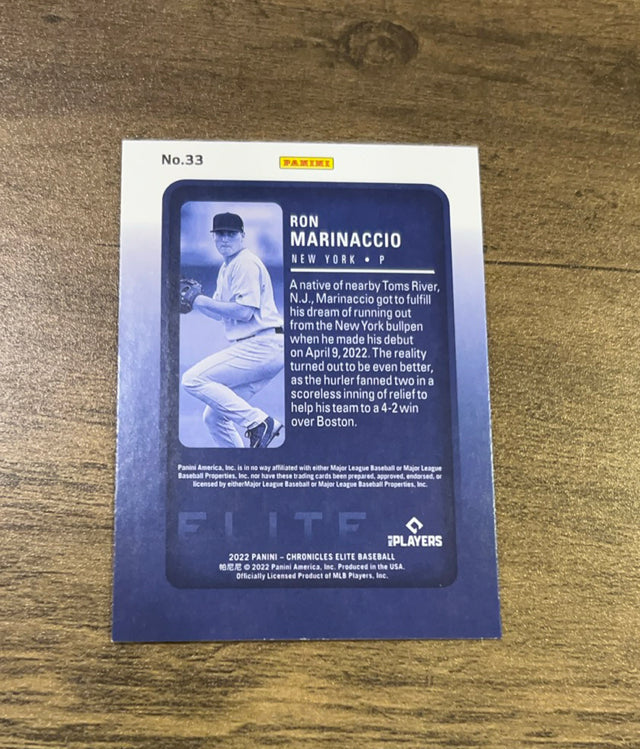 No.33
PANINI
RON
MARINACCIO
NEW YORK • P
A native of nearby Toms River,
N.J., Marinaccio got to fulfill
his dream of running out
from the New York bullpen
when he made his debut
on April 9, 2022. The reality
turned out to be even better,
as the hurler fanned two in a
scoreless inning of relief to
help his team to a 4-2 win
over Boston.
Panini America, Inc. is in no way affiliated with either Major League Baseball or Major League
Baseball Properties, Inc. nor have these trading cards been prepared, approved, endorsed, or
licensed by eitherMajor League Baseball or Major League Baseball Properties, Inc.
ELITE
MLB PLAYERS
2022 PANINI – CHRONICLES ELITE BASEBALL
帕尼尼 © 2022 Panini America, Inc. Produced in the USA.
Officially Licensed Product of MLB Players, Inc.